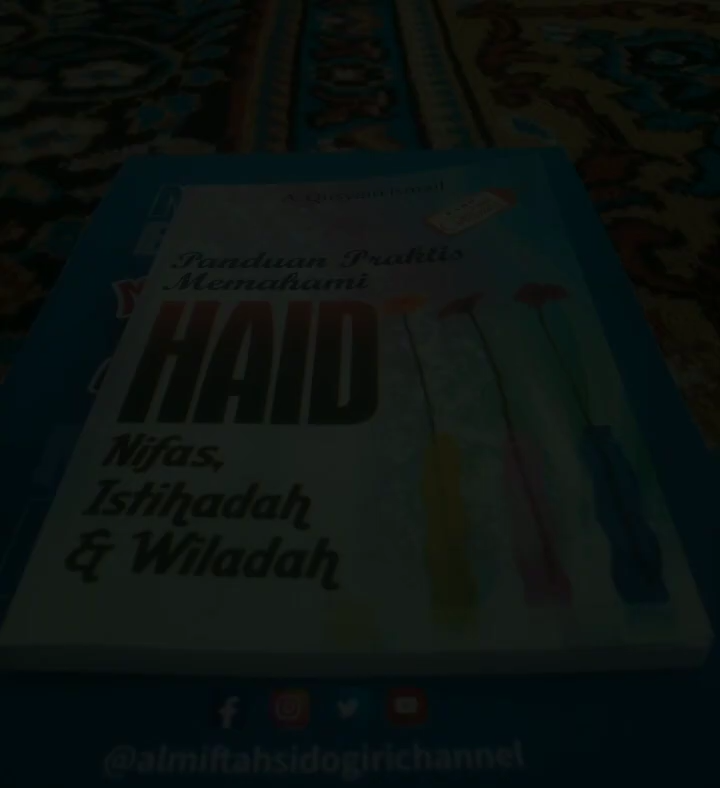 Panduan Praktis
Memahami
HAID
Nifas,
Istihadah
& Wiladah
@almiftahsidogirichannel